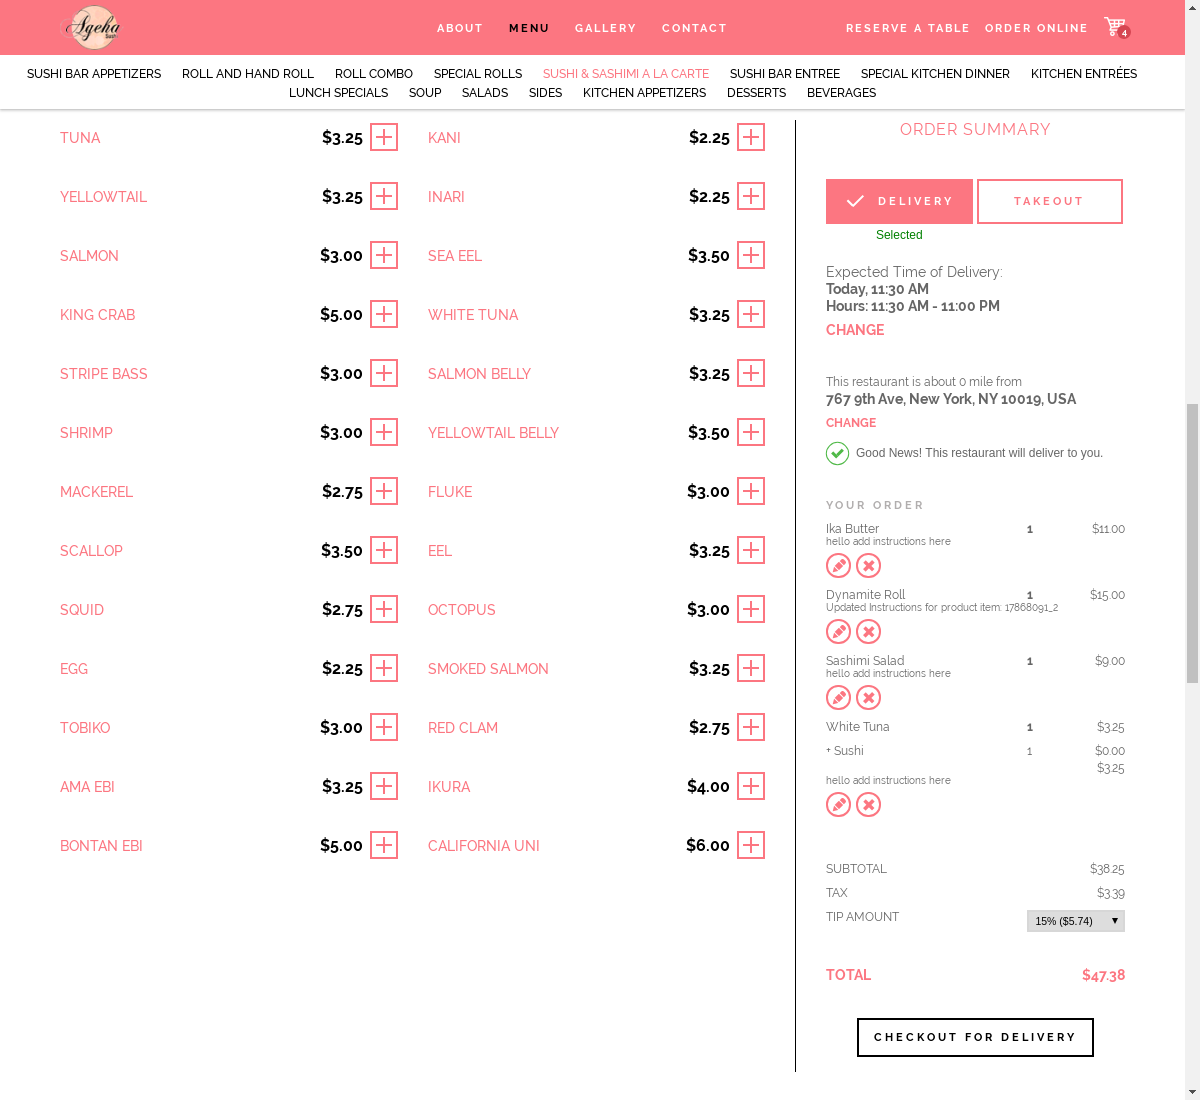 Ageha
Sushi
ABOUT MENU GALLERY CONTACT RESERVE A TABLE ORDER ONLINE 4
SUSHI BAR APPETIZERS ROLL AND HAND ROLL ROLL COMBO SPECIAL ROLLS SUSHI & SASHIMI A LA CARTE SUSHI BAR ENTREE SPECIAL KITCHEN DINNER KITCHEN ENTRÉES
LUNCH SPECIALS SOUP SALADS SIDES KITCHEN APPETIZERS DESSERTS BEVERAGES
TUNA $3.25 KANI $2.25
YELLOWTAIL $3.25 INARI $2.25
SALMON $3.00 SEA EEL $3.50
KING CRAB $5.00 WHITE TUNA $3.25
STRIPE BASS $3.00 SALMON BELLY $3.25
SHRIMP $3.00 YELLOWTAIL BELLY $3.50
MACKEREL $2.75 FLUKE $3.00
SCALLOP $3.50 EEL $3.25
SQUID $2.75 OCTOPUS $3.00
EGG $2.25 SMOKED SALMON $3.25
TOBIKO $3.00 RED CLAM $2.75
AMA EBI $3.25 IKURA $4.00
BONTAN EBI $5.00 CALIFORNIA UNI $6.00
ORDER SUMMARY
DELIVERY TAKEOUT
Selected
Expected Time of Delivery:
Today, 11:30 AM
Hours: 11:30 AM - 11:00 PM
CHANGE
This restaurant is about 0 mile from
767 9th Ave, New York, NY 10019, USA
CHANGE
Good News! This restaurant will deliver to you.
YOUR ORDER
Ika Butter 1 $11.00
hello add instructions here
Dynamite Roll 1 $15.00
Updated Instructions for product item: 17868091_2
Sashimi Salad 1 $9.00
hello add instructions here
White Tuna 1 $3.25
+ Sushi 1 $0.00
$3.25
hello add instructions here
SUBTOTAL $38.25
TAX $3.39
TIP AMOUNT 15% ($5.74)
TOTAL $47.38
CHECKOUT FOR DELIVERY